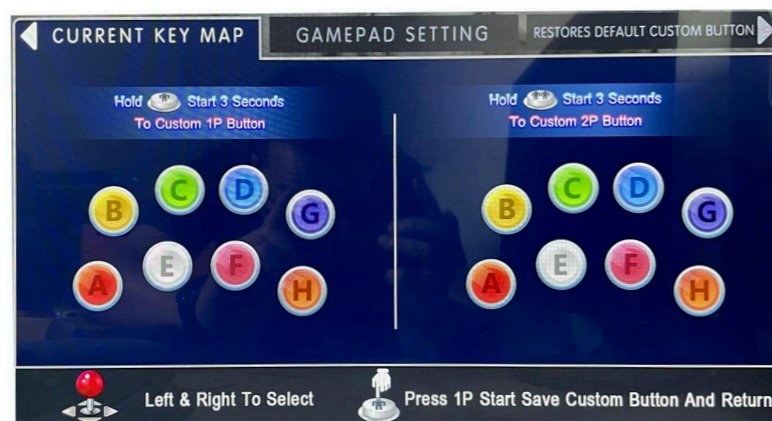 CURRENT KEY MAP
GAMEPAD SETTING
RESTORES DEFAULT CUSTOM BUTTON
Hold Start 3 Seconds
To Custom 1P Button
Hold Start 3 Seconds
To Custom 2P Button
B
C
D
G
A
E
F
H
B
C
D
G
A
E
F
H
Left & Right To Select
Press 1P Start Save Custom Button And Return